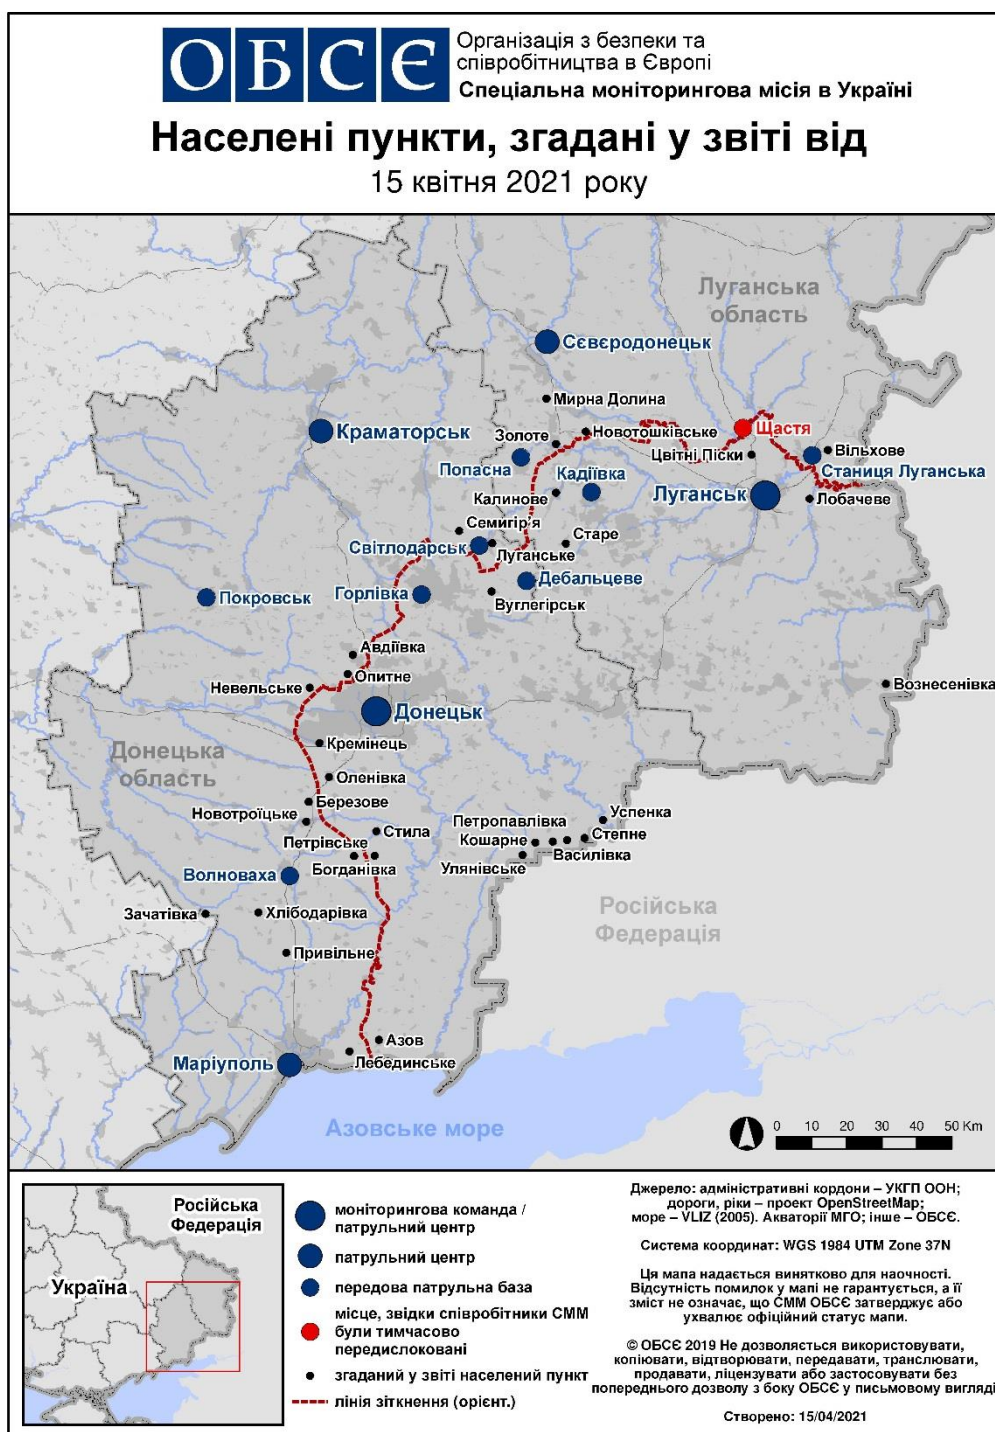 ОБСЄ
Організація з безпеки та
співробітництва в Європі
Спеціальна моніторингова місія в Україні
Населені пункти, згадані у звіті від
15 квітня 2021 року
Луганська
область
Сєвєродонецьк
Мирна Долина
Краматорськ
Золоте
Новотошківське
Щастя
Цвітні Піски
Вільхове
Попасна
Кадіївка
Станиця Луганська
Калинове
Луганськ
Лобачеве
Семигір'я
Світлодарськ
Луганське
Старе
Покровськ
Горлівка
Дебальцеве
Вуглегірськ
Авдіївка
Опитне
Невельське
Вознесенівка
Донецьк
Донецька
область
Кремінець
Оленівка
Березове
Новотроїцьке
Стила
Петрівське
Богданівка
Петропавлівка
Успенка
Кошарне
Степне
Василівка
Улянівське
Волноваха
Зачатівка
Хлібодарівка
Привільне
Російська
Федерація
Азов
Лебединське
Маріуполь
Азовське море
0 10 20 30 40 50 Km
Російська
Федерація
Україна
моніторингова команда /
патрульний центр
патрульний центр
передова патрульна база
місце, звідки співробітники СММ
були тимчасово
передислоковані
згаданий у звіті населений пункт
лінія зіткнення (орієнт.)
Джерело: адміністративні кордони – УКГП ООН;
дороги, ріки – проект OpenStreetMap;
море – VLIZ (2005). Акваторії МГО; інше – ОБСЄ.
Система координат: WGS 1984 UTM Zone 37N
Ця мапа надається винятково для наочності.
Відсутність помилок у мапі не гарантується, а її
зміст не означає, що СММ ОБСЄ затверджує або
ухвалює офіційний статус мапи.
© ОБСЄ 2019 Не дозволяється використовувати,
копіювати, відтворювати, передавати, транслювати,
продавати, ліцензувати або застосовувати без
попереднього дозволу з боку ОБСЄ у письмовому вигляді
Створено: 15/04/2021